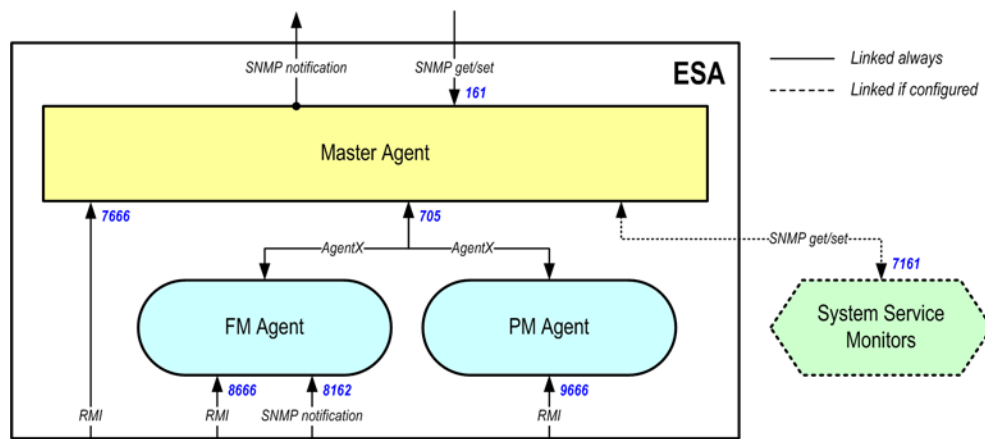 SNMP notification
SNMP get/set
ESA
161
Linked always
Linked if configured
Master Agent
7666
705
AgentX
AgentX
SNMP get/set
7161
FM Agent
PM Agent
System Service
Monitors
8666
8162
9666
RMI
RMI
SNMP notification
RMI